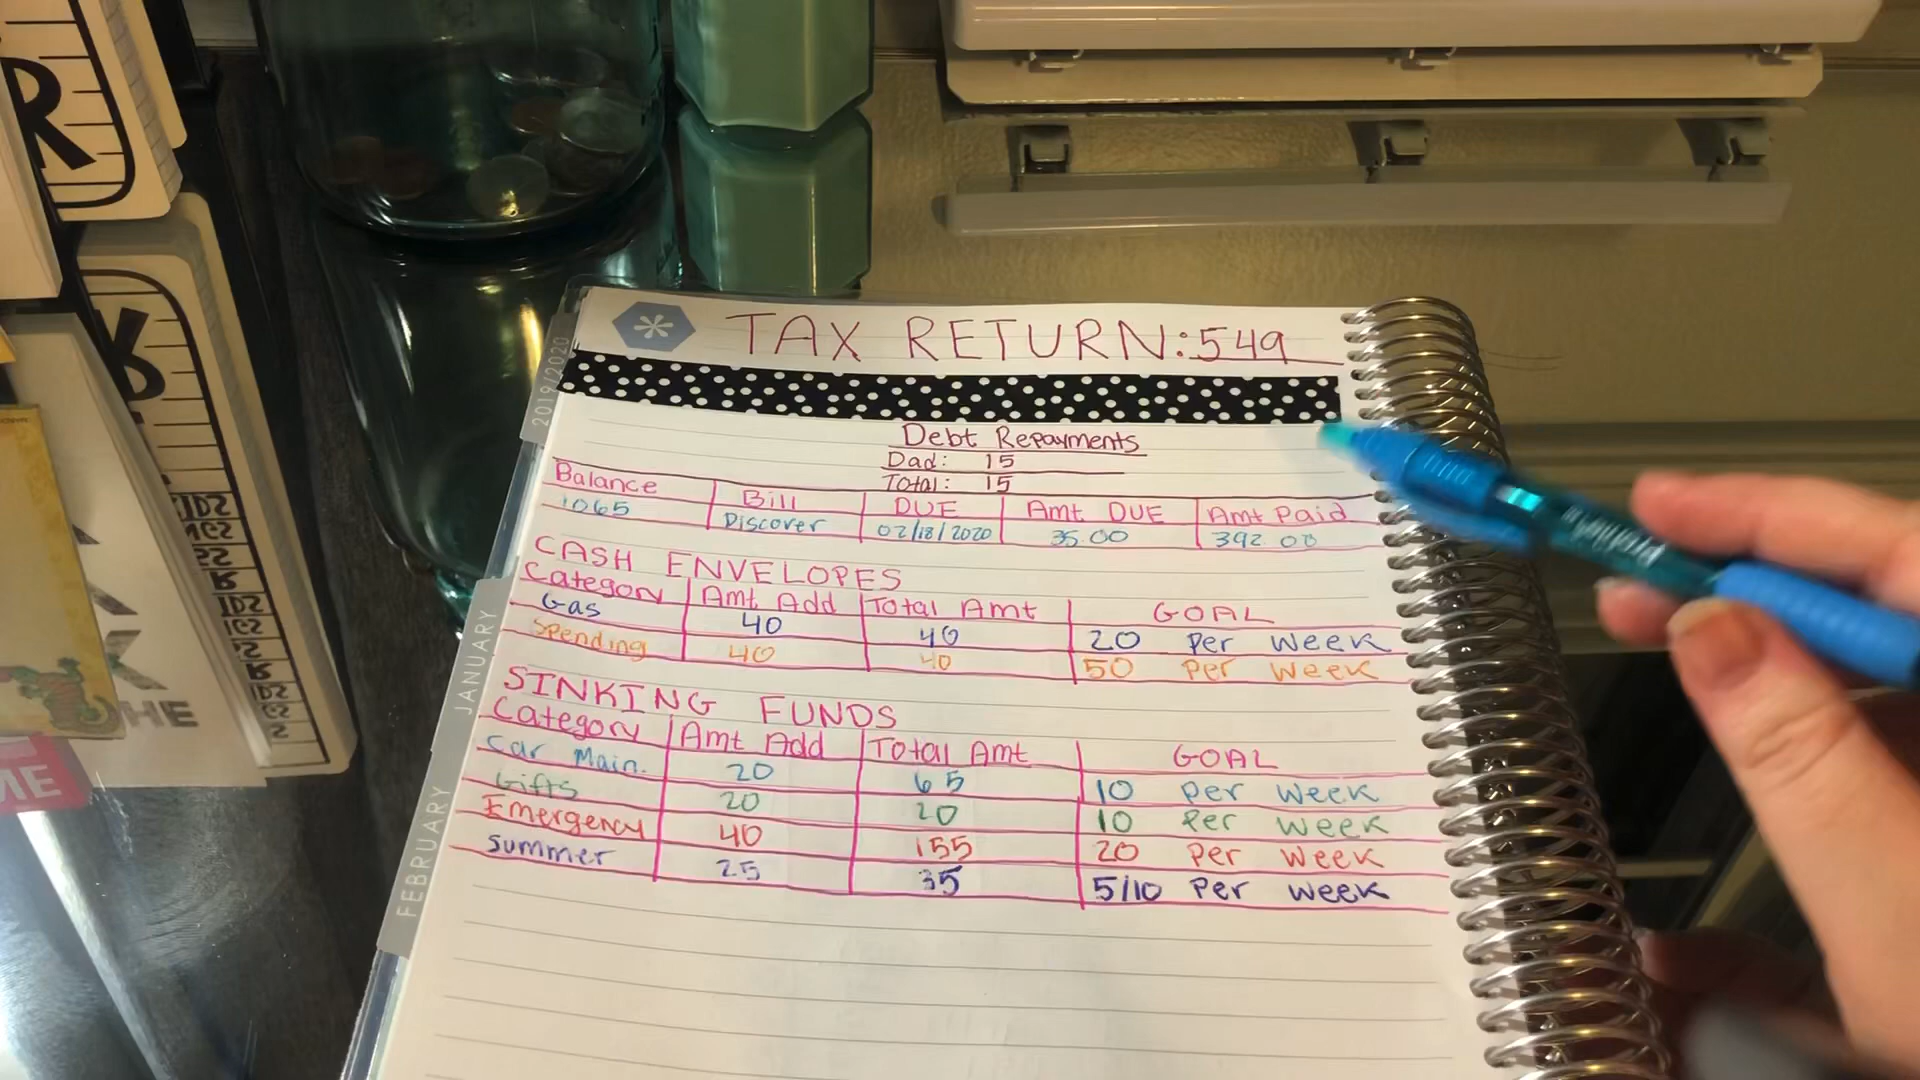 TAX RETURN: 549
Debt Repayments
Dad: 15
Total: 15
Balance Bill DUE Amt DUE Amt Paid
1065 Discover 02/18/2020 35.00 392.00
CASH ENVELOPES
Category Amt Add Total Amt GOAL
Gas 40 40 20 Per Week
Spending 40 40 50 Per Week
SINKING FUNDS
Category Amt Add Total Amt GOAL
Car Main. 20 65 10 Per Week
Gifts 20 20 10 Per Week
Emergency 40 155 20 Per Week
Summer 25 35 5/10 Per Week
2019/2020
JANUARY
FEBRUARY
R
HE
ME